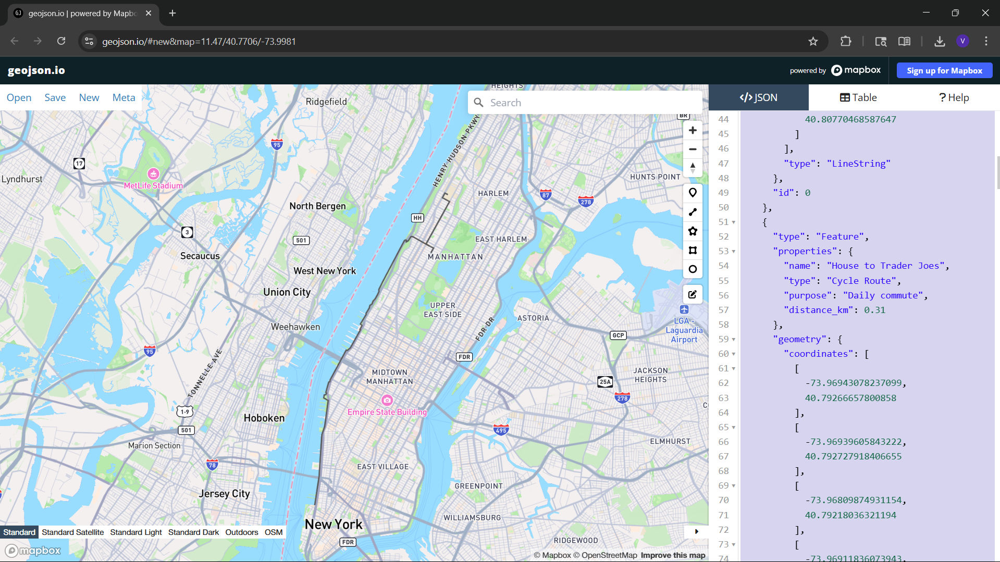 geojson.io | powered by Mapbo
geojson.io/#new&map=11.47/40.7706/-73.9981
V
geojson.io
powered by mapbox
Sign up for Mapbox
Open Save New Meta
Search
JSON
Table
? Help
HEIGHTS
Ridgefield
BR
95
17
HENRY HUDSON PKWY
Lyndhurst
MetLife Stadium
HUNTS POINT
HARLEM
87
278
North Bergen
HH
3
501
EAST HARLEM
Secaucus
MANHATTAN
West New York
Union City
UPPER
EAST SIDE
ASTORIA
LGA -
Laguardia
Airport
Weehawken
FDR DR
GCP
95
FDR
TONNELLE AVE
MIDTOWN
MANHATTAN
JACKSON
HEIGHTS
25A
278
Empire State Building
1-9
Hoboken
501
495
Marion Section
ELMHURST
78
EAST VILLAGE
GREENPOINT
Jersey City
WILLIAMSBURG
New York
RIDGEWOOD
FDR
Standard Standard Satellite Standard Light Standard Dark Outdoors OSM
mapbox
© Mapbox © OpenStreetMap Improve this map
44 40.80770468587647
45 ]
46 ],
47 "type": "LineString"
48 },
49 "id": 0
50 },
51 {
52 "type": "Feature",
53 "properties": {
54 "name": "House to Trader Joes",
55 "type": "Cycle Route",
56 "purpose": "Daily commute",
57 "distance_km": 0.31
58 },
59 "geometry": {
60 "coordinates": [
61 [
62 -73.96943078237099,
63 40.79266657800858
64 ],
65 [
66 -73.96939605843222,
67 40.792727918406655
68 ],
69 [
70 -73.96809874931154,
71 40.79218036321194
72 ],
73 [
74 -73.96911836073943,